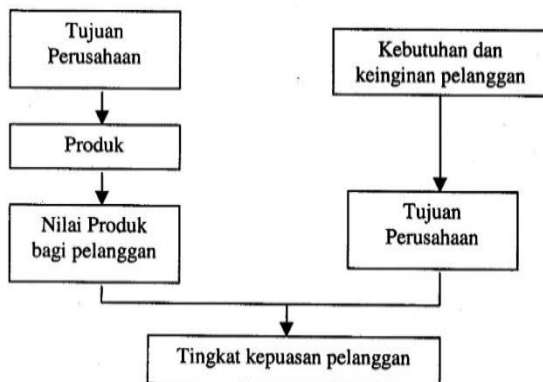 Tujuan
Perusahaan
Kebutuhan dan
keinginan pelanggan
Produk
Nilai Produk
bagi pelanggan
Tujuan
Perusahaan
Tingkat kepuasan pelanggan